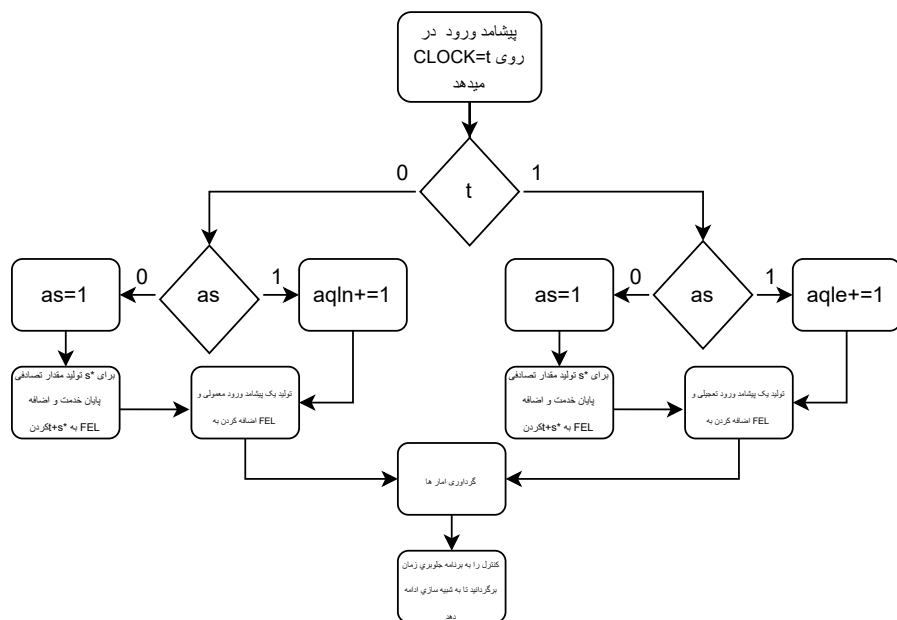 پیشامد ورود در
روی CLOCK=t
میدهد
t
0
1
as
0
1
as
0
1
as=1
aqln+=1
as=1
aqle+=1
برای *s تولید مقدار تصادفی
پایان خدمت و اضافه
FEL به *t+sکردن
تولید یک پیشامد ورود معمولی و
FEL اضافه کردن به
برای *s تولید مقدار تصادفی
پایان خدمت و اضافه
FEL به *t+sکردن
تولید یک پیشامد ورود تعجیلی و
FEL اضافه کردن به
گرداوری امار ها
کنترل را به برنامه جلوبري زمان
برگردانید تا به شبیه سازي ادامه
دهد